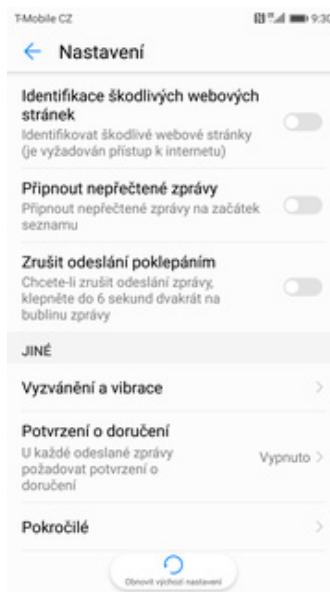 T-Mobile CZ 9:30
Nastavení
Identifikace škodlivých webových
stránek
Identifikovat škodlivé webové stránky
(je vyžadován přístup k internetu)
Připnout nepřečtené zprávy
Připnout nepřečtené zprávy na začátek
seznamu
Zrušit odeslání poklepáním
Chcete-li zrušit odeslání zprávy,
klepněte do 6 sekund dvakrát na
bublinu zprávy
JINÉ
Vyzvánění a vibrace
Potvrzení o doručení
U každé odeslané zprávy
požadovat potvrzení o
doručení
Vypnuto
Pokročilé
Obnovit výchozí nastavení